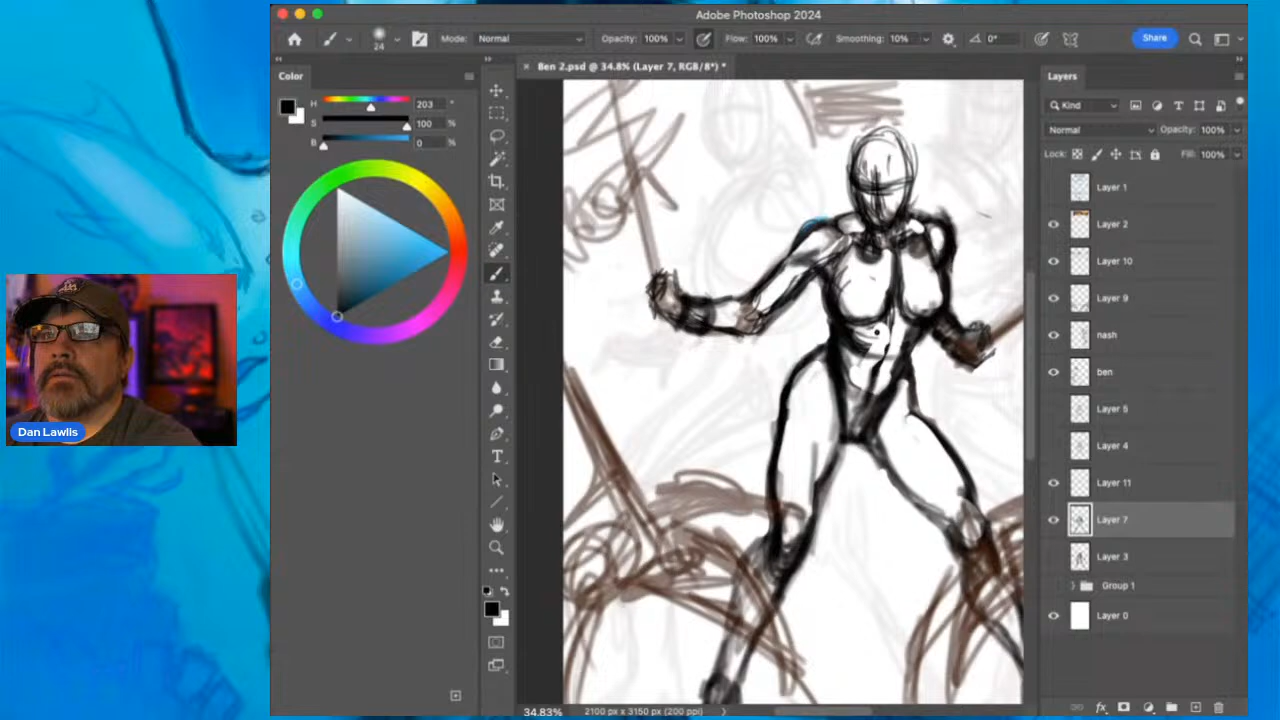 Adobe Photoshop 2024
24
Mode: Normal
Opacity: 100%
Flow: 100%
Smoothing: 10%
0°
Share
Color
× Ben 2.psd @ 34.8% (Layer 7, RGB/8*) *
Layers
H 203 °
S 100 %
B 0 %
Kind
Normal
Opacity: 100%
Lock:
Fill: 100%
Layer 1
Layer 2
Layer 10
Layer 9
nash
ben
Layer 5
Layer 4
Layer 11
Layer 7
Layer 3
Group 1
Layer 0
Dan Lawlis
34.83%
2100 px x 3150 px (200 ppi)
fx